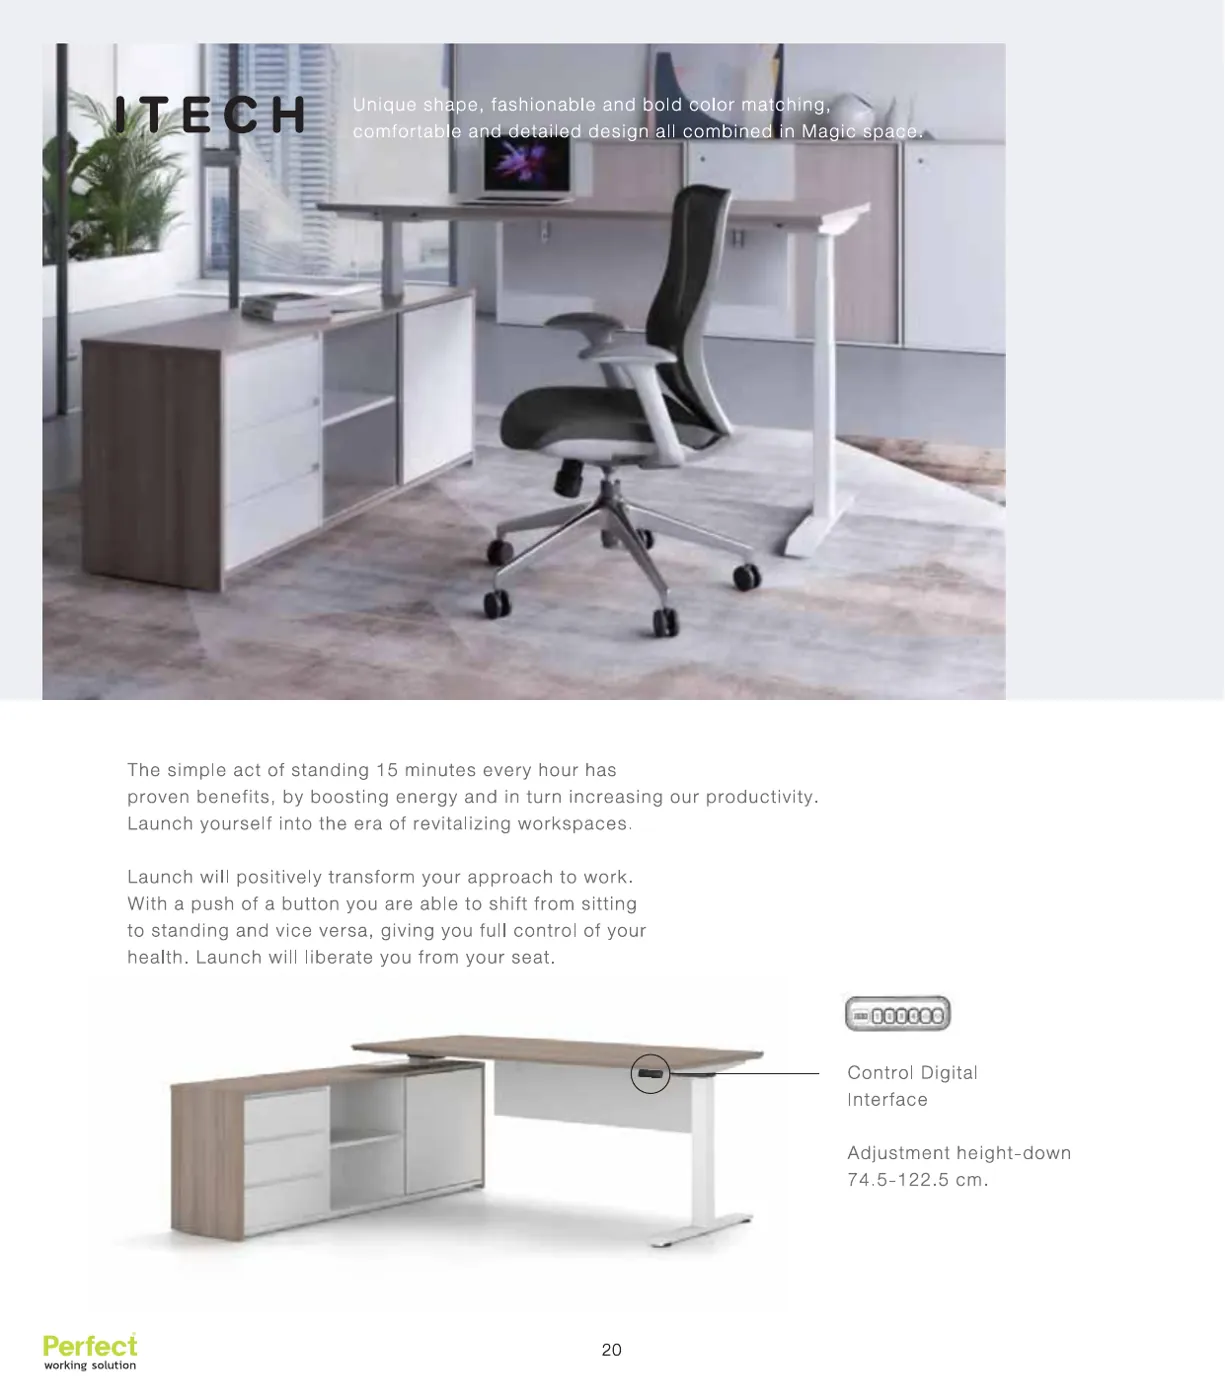 ITECH
Unique shape, fashionable and bold color matching,
comfortable and detailed design all combined in Magic space.
The simple act of standing 15 minutes every hour has
proven benefits, by boosting energy and in turn increasing our productivity.
Launch yourself into the era of revitalizing workspaces.
Launch will positively transform your approach to work.
With a push of a button you are able to shift from sitting
to standing and vice versa, giving you full control of your
health. Launch will liberate you from your seat.
Control Digital
Interface
Adjustment height-down
74.5-122.5 cm.
Perfect
working solution
20